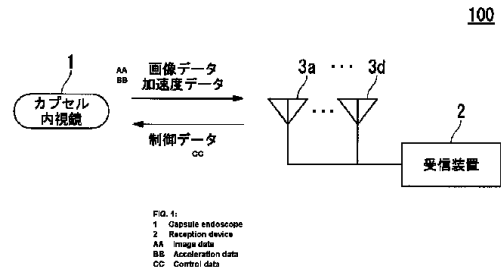 100
1
カプセル
内視鏡
AA 画像データ
BB 加速度データ
制御データ
CC
3a ... 3d
...
2
受信装置
FIG. 1:
1 Capsule endoscope
2 Reception device
AA Image data
BB Acceleration data
CC Control data